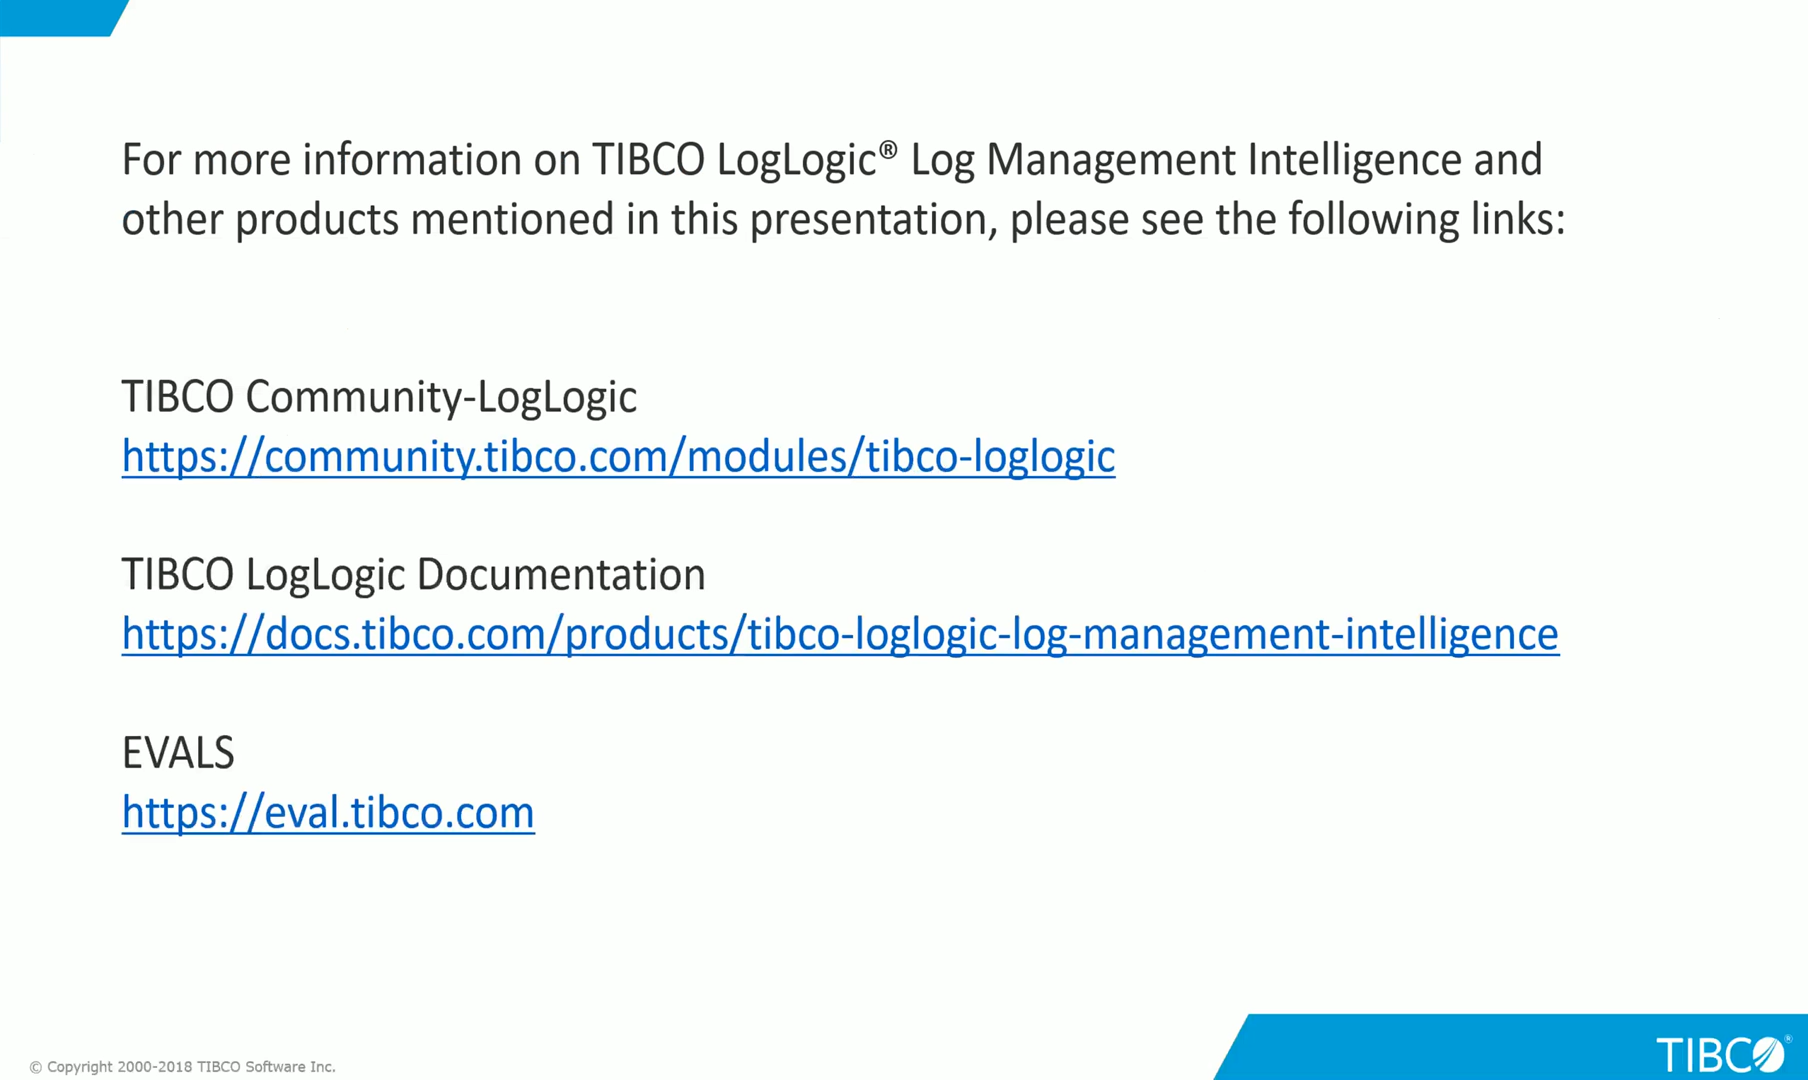 For more information on TIBCO LogLogic® Log Management Intelligence and
other products mentioned in this presentation, please see the following links:
TIBCO Community-LogLogic
https://community.tibco.com/modules/tibco-loglogic
TIBCO LogLogic Documentation
https://docs.tibco.com/products/tibco-loglogic-log-management-intelligence
EVALS
https://eval.tibco.com
© Copyright 2000-2018 TIBCO Software Inc.
TIBCO®